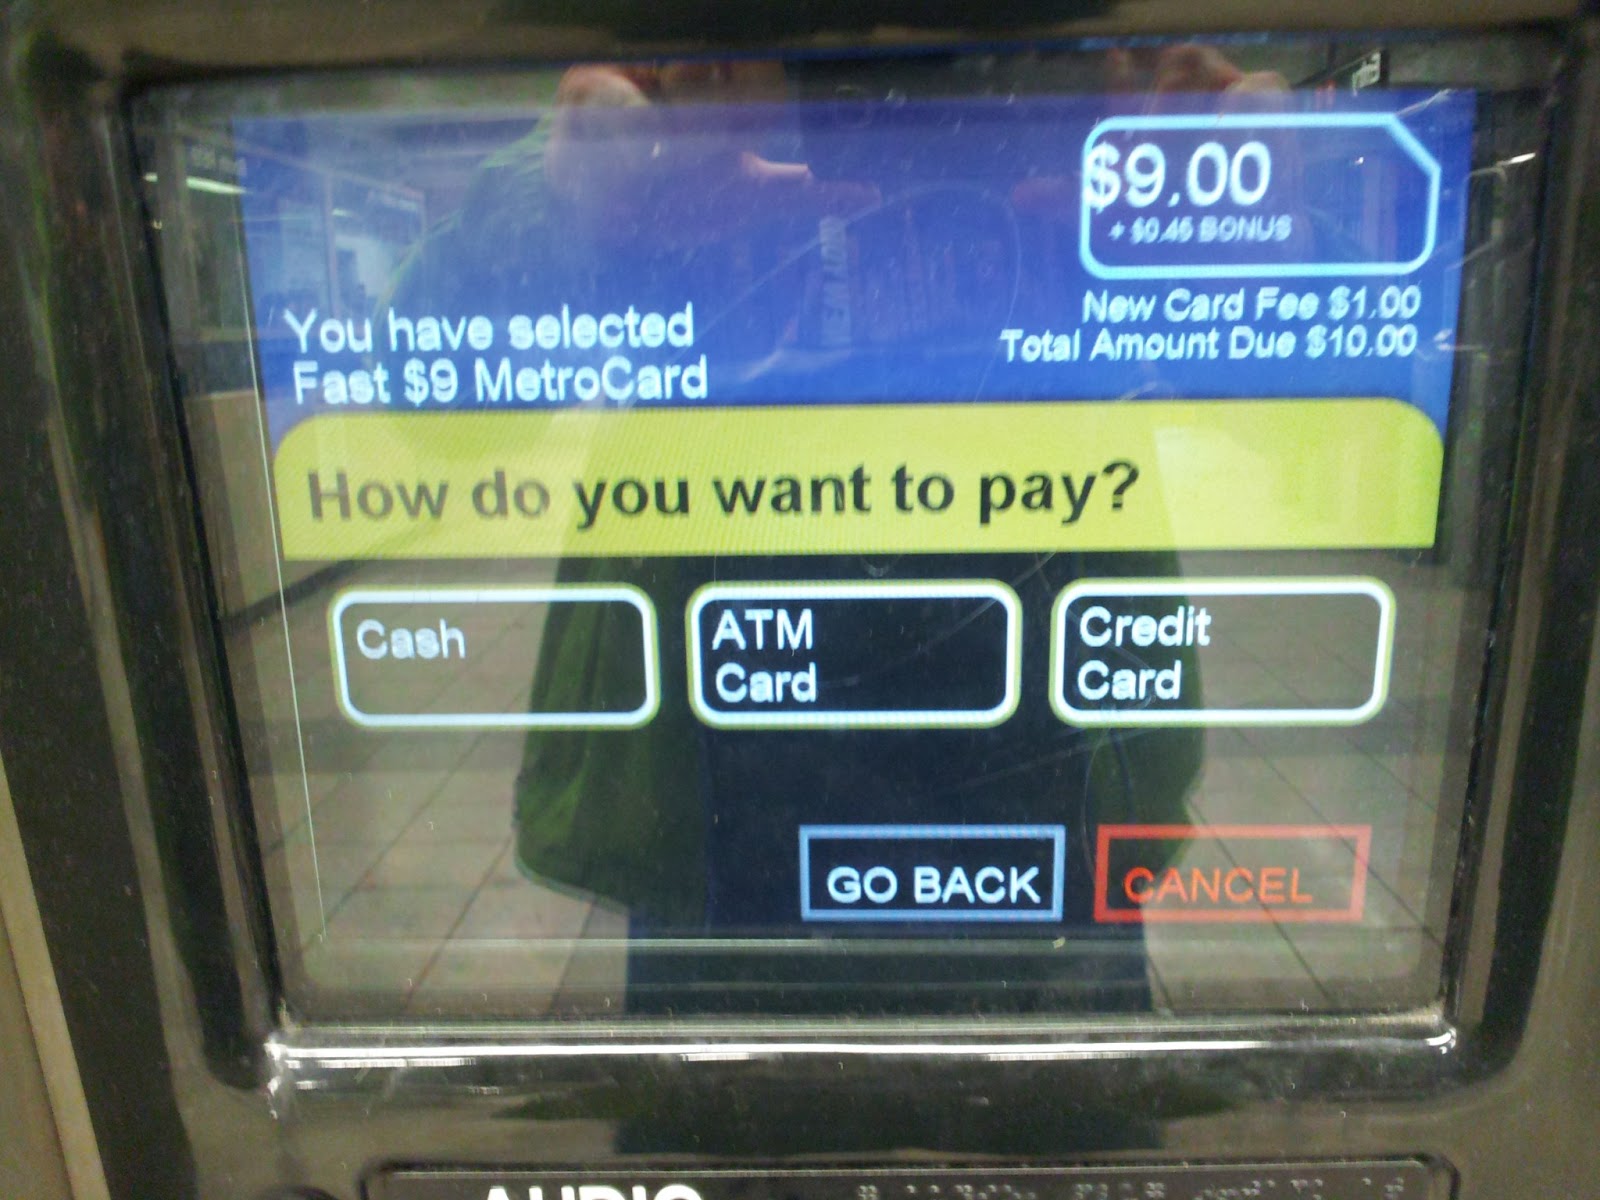 $9.00
+ $0.45 BONUS
New Card Fee $1.00
Total Amount Due $10.00
You have selected
Fast $9 MetroCard
How do you want to pay?
Cash
ATM
Card
Credit
Card
GO BACK
CANCEL
AUDIO